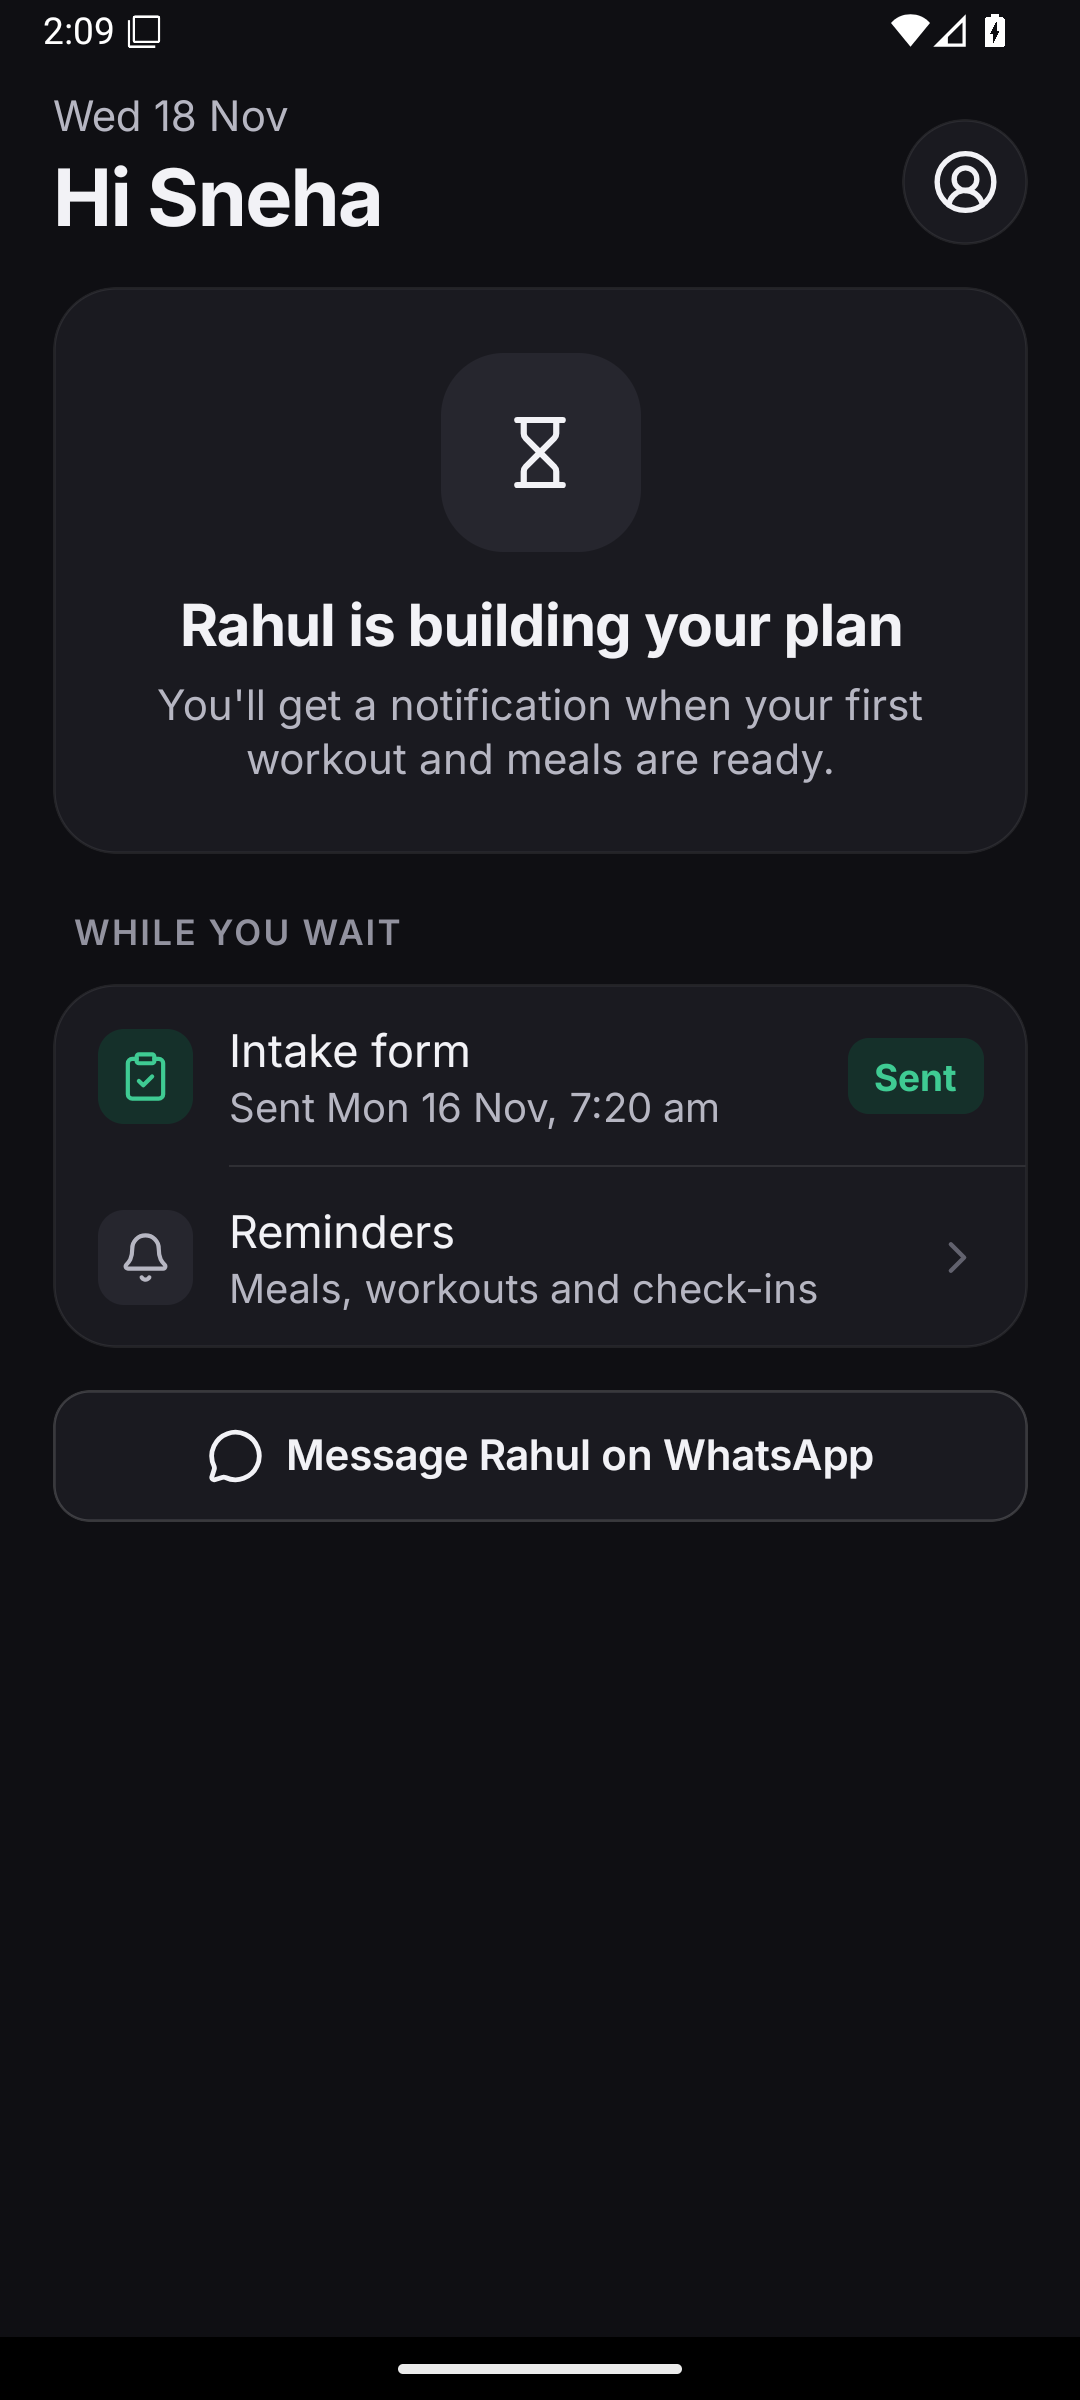 2:09
Wed 18 Nov
Hi Sneha
Rahul is building your plan
You'll get a notification when your first
workout and meals are ready.
WHILE YOU WAIT
Intake form
Sent Mon 16 Nov, 7:20 am
Sent
Reminders
Meals, workouts and check-ins
Message Rahul on WhatsApp